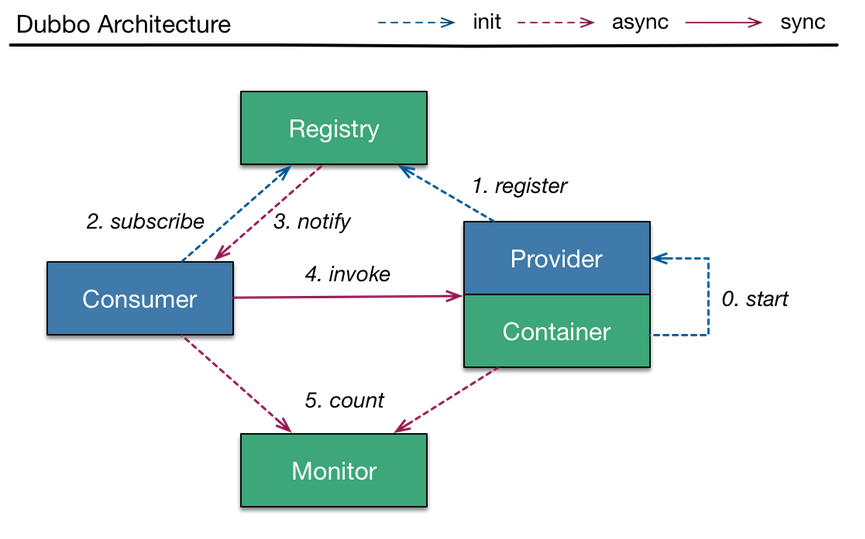 Dubbo Architecture
init
async
sync
Registry
1. register
2. subscribe
3. notify
Provider
4. invoke
Consumer
0. start
Container
5. count
Monitor